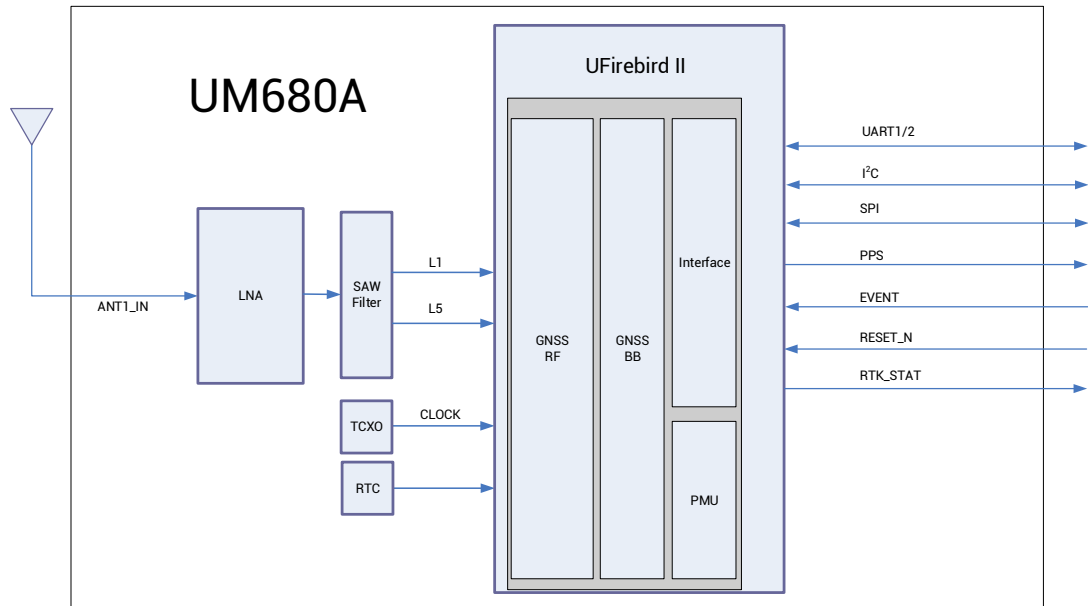 UFirebird II
UM680A
UART1/2
I²C
SPI
PPS
EVENT
RESET_N
RTK_STAT
ANT1_IN
LNA
SAW
Filter
L1
L5
TCXO
CLOCK
RTC
GNSS
RF
GNSS
BB
Interface
PMU